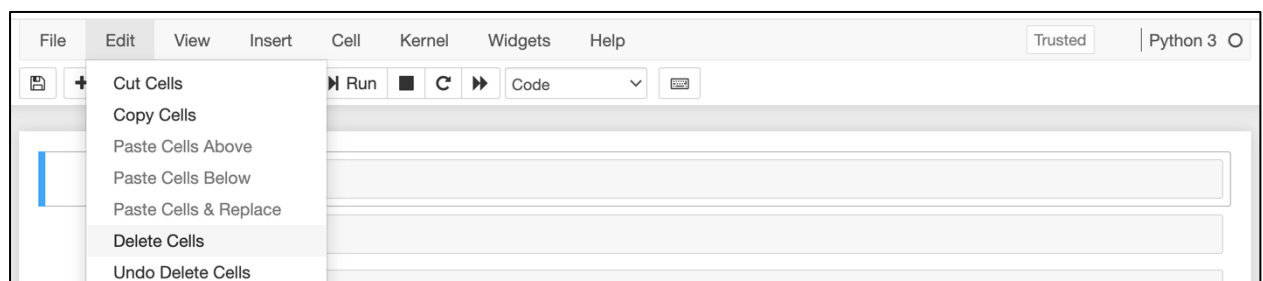 File Edit View Insert Cell Kernel Widgets Help Trusted Python 3
Run Code
Cut Cells
Copy Cells
Paste Cells Above
Paste Cells Below
Paste Cells & Replace
Delete Cells
Undo Delete Cells